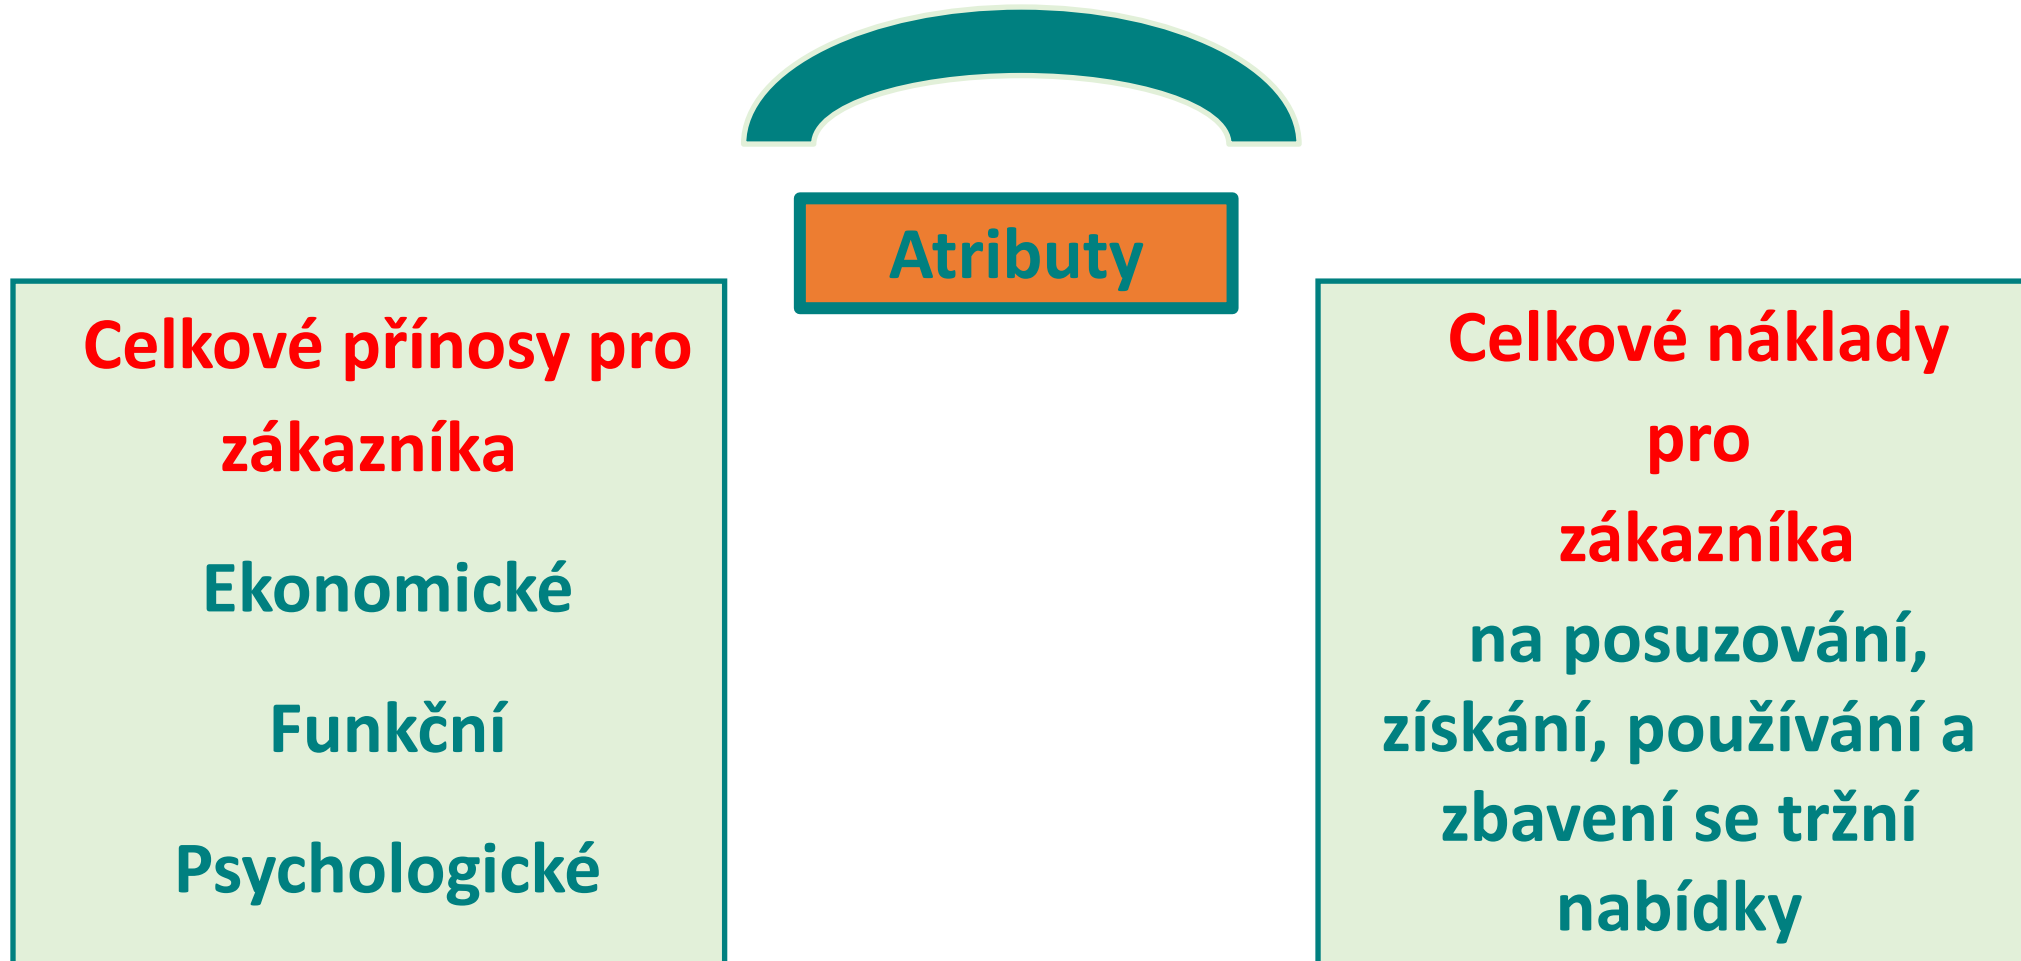 Atributy
Celkové přínosy pro
zákazníka
Ekonomické
Funkční
Psychologické
Celkové náklady
pro
zákazníka
na posuzování,
získání, používání a
zbavení se tržní
nabídky